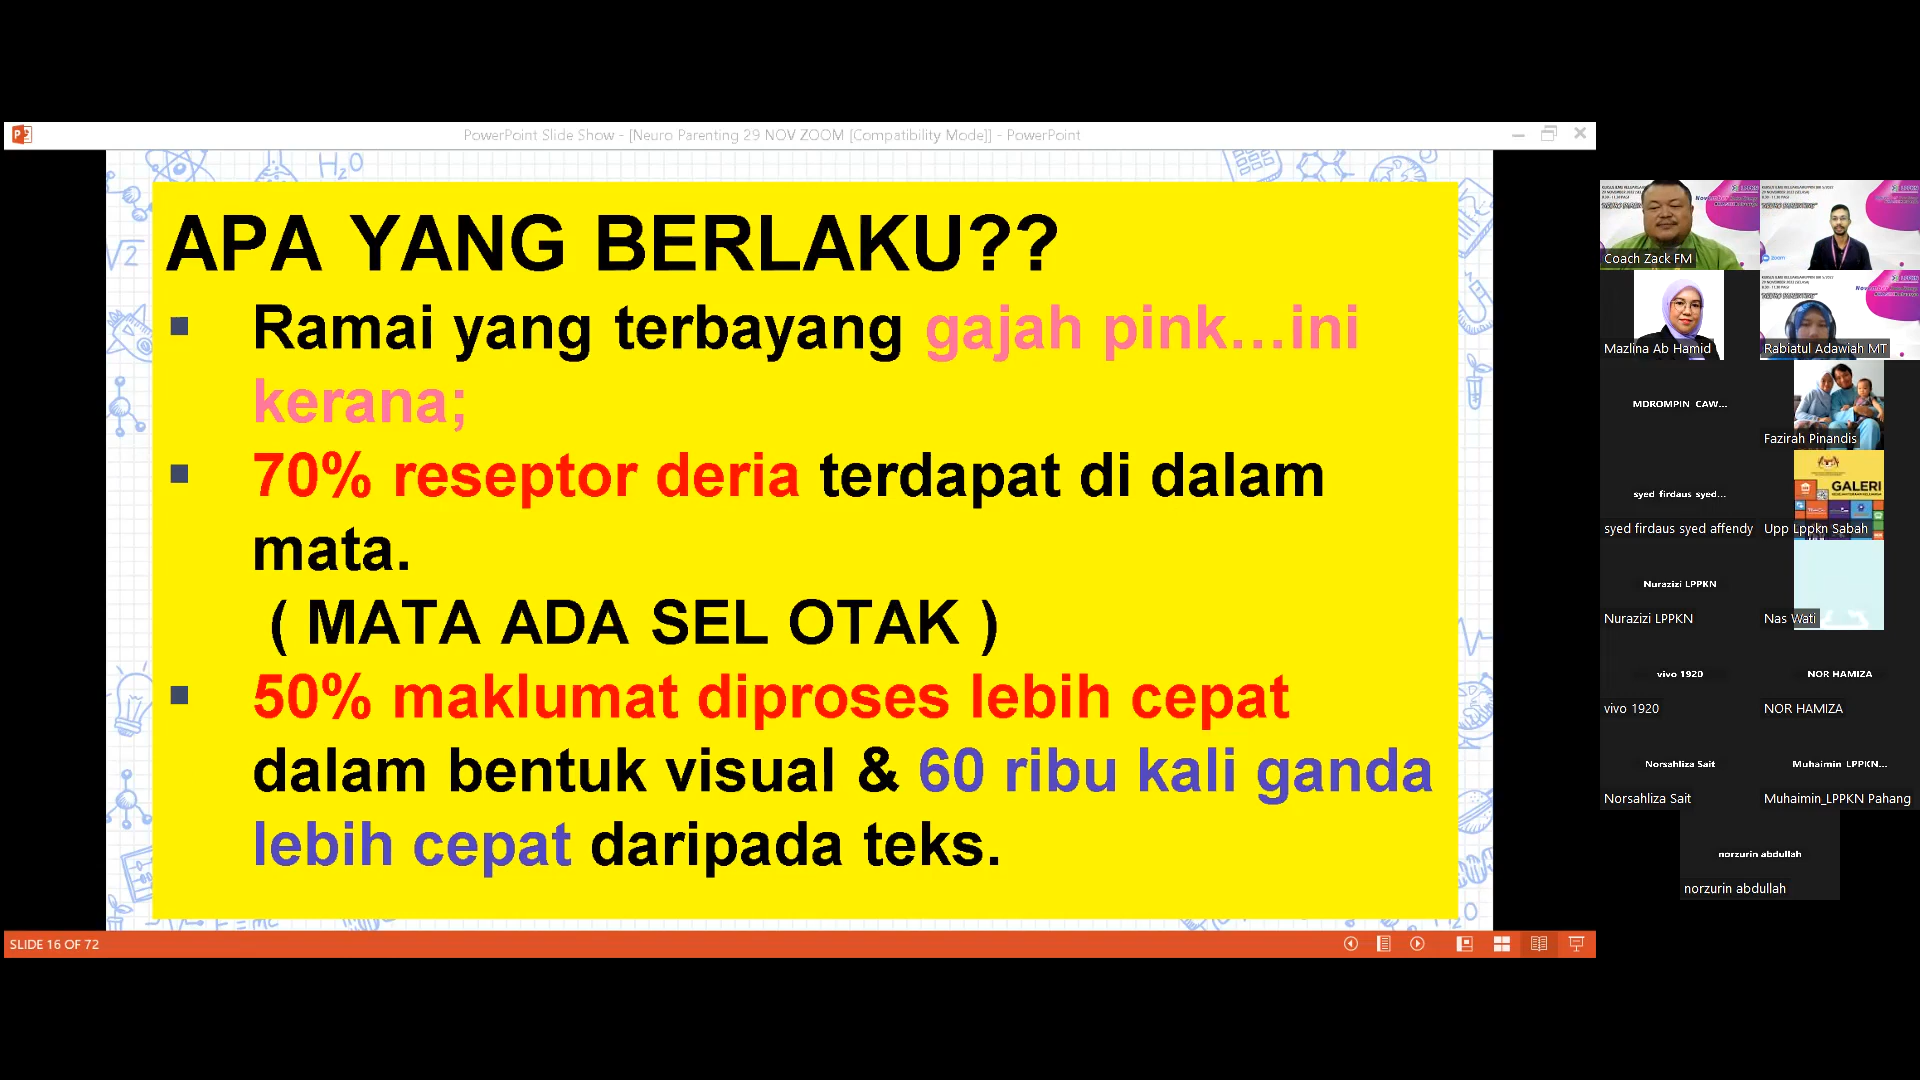 PowerPoint Slide Show - [Neuro Parenting 29 NOV ZOOM [Compatibility Mode]] - PowerPoint
H₂O
√2
APA YANG BERLAKU??
Ramai yang terbayang gajah pink...ini
kerana;
70% reseptor deria terdapat di dalam
mata.
( MATA ADA SEL OTAK )
50% maklumat diproses lebih cepat
dalam bentuk visual & 60 ribu kali ganda
lebih cepat daripada teks.
SLIDE 16 OF 72
Coach Zack FM
zoom
Mazlina Ab Hamid
Rabiatul Adawiah MT
MDROMPIN CAW...
Fazirah Pinandis
syed firdaus syed...
syed firdaus syed affendy
GALERI
Upp Lppkn Sabah
Nurazizi LPPKN
Nurazizi LPPKN
Nas Wati
vivo 1920
vivo 1920
NOR HAMIZA
NOR HAMIZA
Norsahliza Sait
Norsahliza Sait
Muhaimin LPPKN...
Muhaimin_LPPKN Pahang
norzurin abdullah
norzurin abdullah